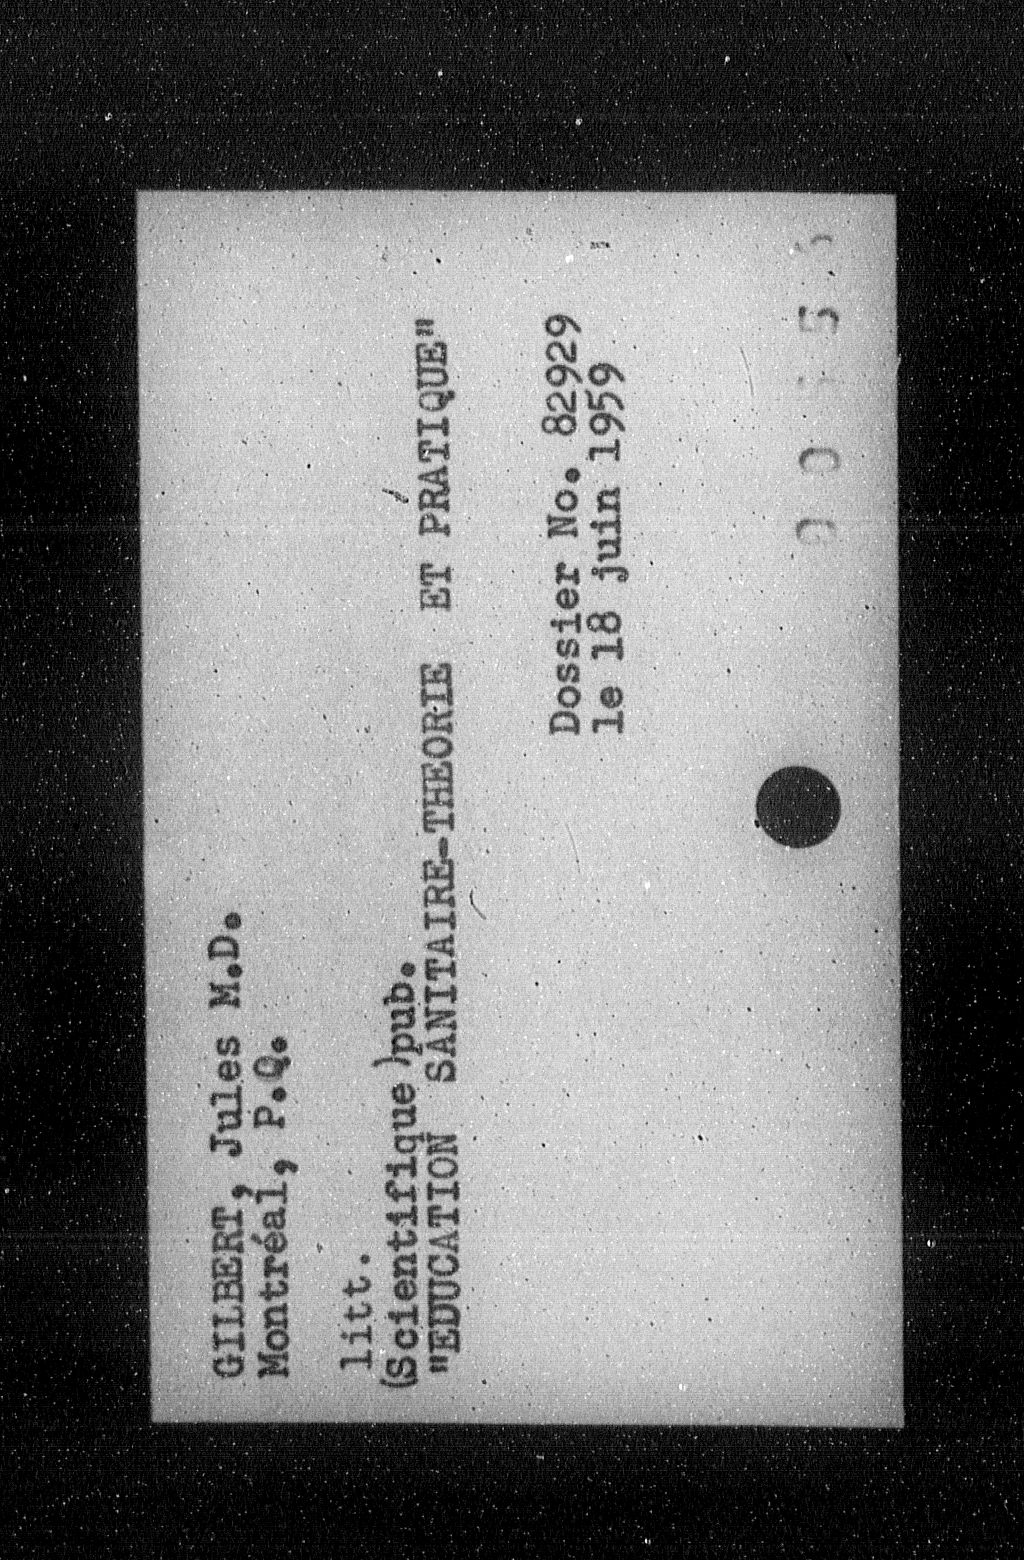 GILBERT, Jules M.D.
Montréal, P.Q.
litt.
(Scientifique)pub.
"EDUCATION SANITAIRE-THEORIE ET PRATIQUE"
Dossier No. 82929
le 18 juin 1959